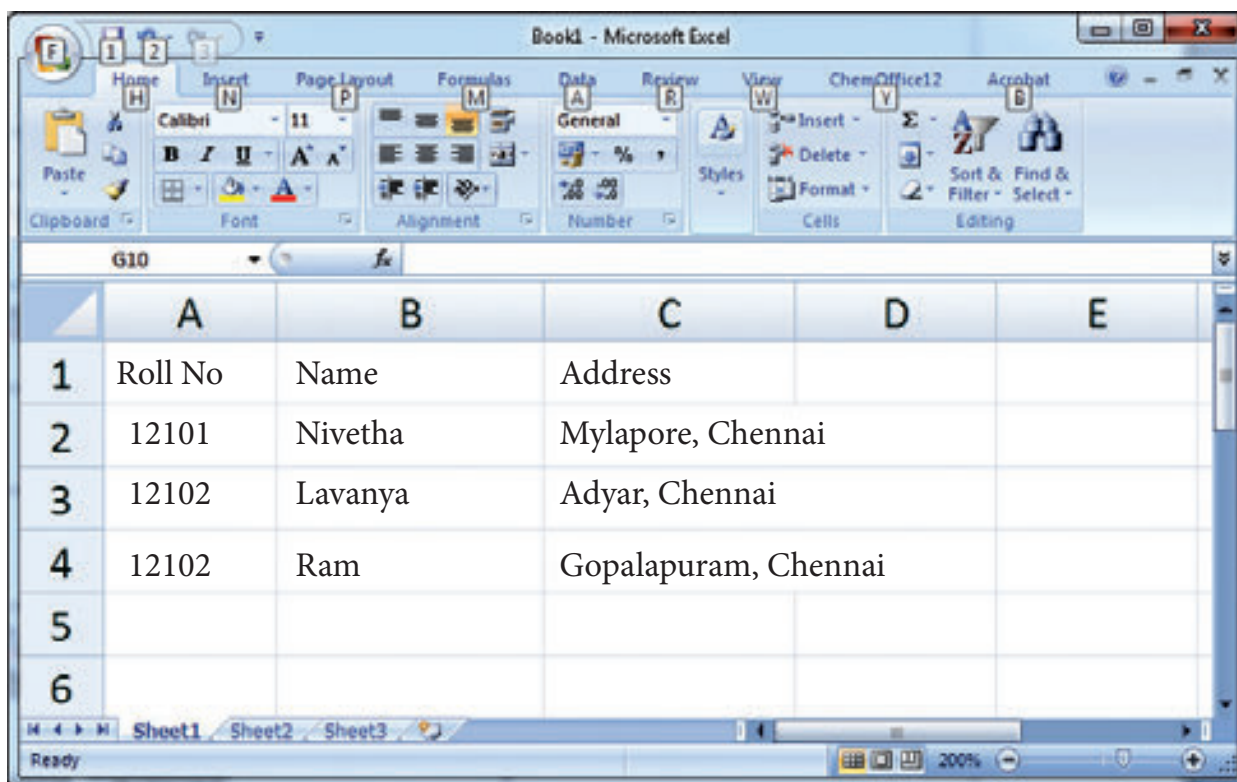 Book1 - Microsoft Excel
F 1 2 3
Home Insert Page Layout Formulas Data Review View ChemOffice12 Acrobat
H N P M A R W Y B
Calibri 11 General Insert Σ
Paste B I U A A % , Styles Delete Sort & Filter Find & Select
A Format
Clipboard Font Alignment Number Cells Editing
G10 fx
A B C D E
1 Roll No Name Address
2 12101 Nivetha Mylapore, Chennai
3 12102 Lavanya Adyar, Chennai
4 12102 Ram Gopalapuram, Chennai
5
6
Sheet1 Sheet2 Sheet3
Ready 200%